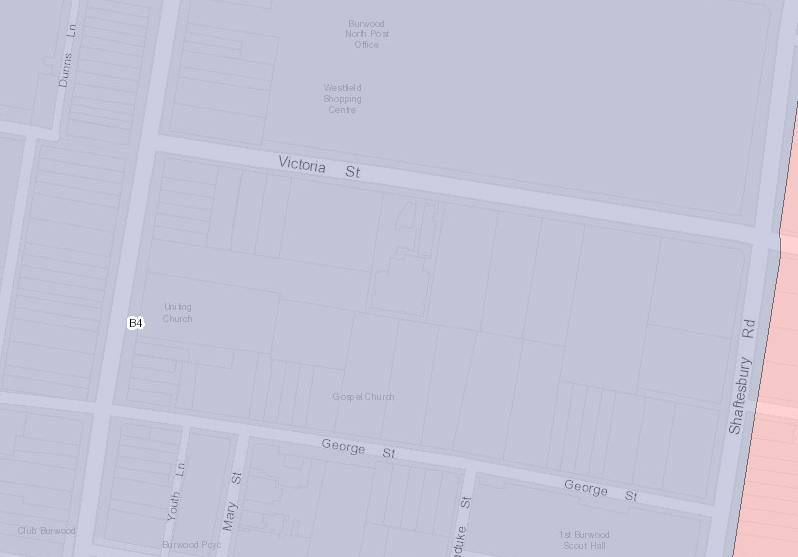 Dunns Ln
Burwood
North Post
Office
Westfield
Shopping
Centre
Victoria St
Uniting
Church
B4
Shaftesbury Rd
Gospel Church
George St
George St
Youth Ln
Mary St
duke St
Club Burwood
Burwood Pcyc
1st Burwood
Scout Hall